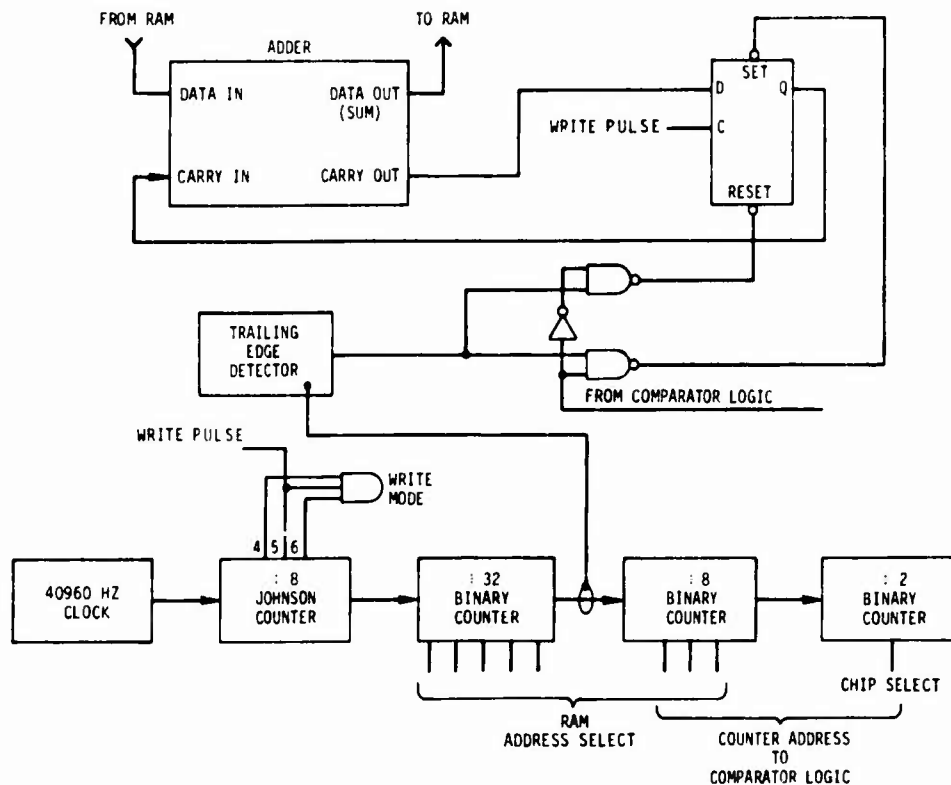 FROM RAM
TO RAM
ADDER
DATA IN
DATA OUT
(SUM)
CARRY IN
CARRY OUT
SET
D
Q
WRITE PULSE
C
RESET
TRAILING
EDGE
DETECTOR
FROM COMPARATOR LOGIC
WRITE PULSE
WRITE
MODE
4 5 6
40960 HZ
CLOCK
: 8
JOHNSON
COUNTER
: 32
BINARY
COUNTER
: 8
BINARY
COUNTER
: 2
BINARY
COUNTER
CHIP SELECT
RAM
ADDRESS SELECT
COUNTER ADDRESS
TO
COMPARATOR LOGIC